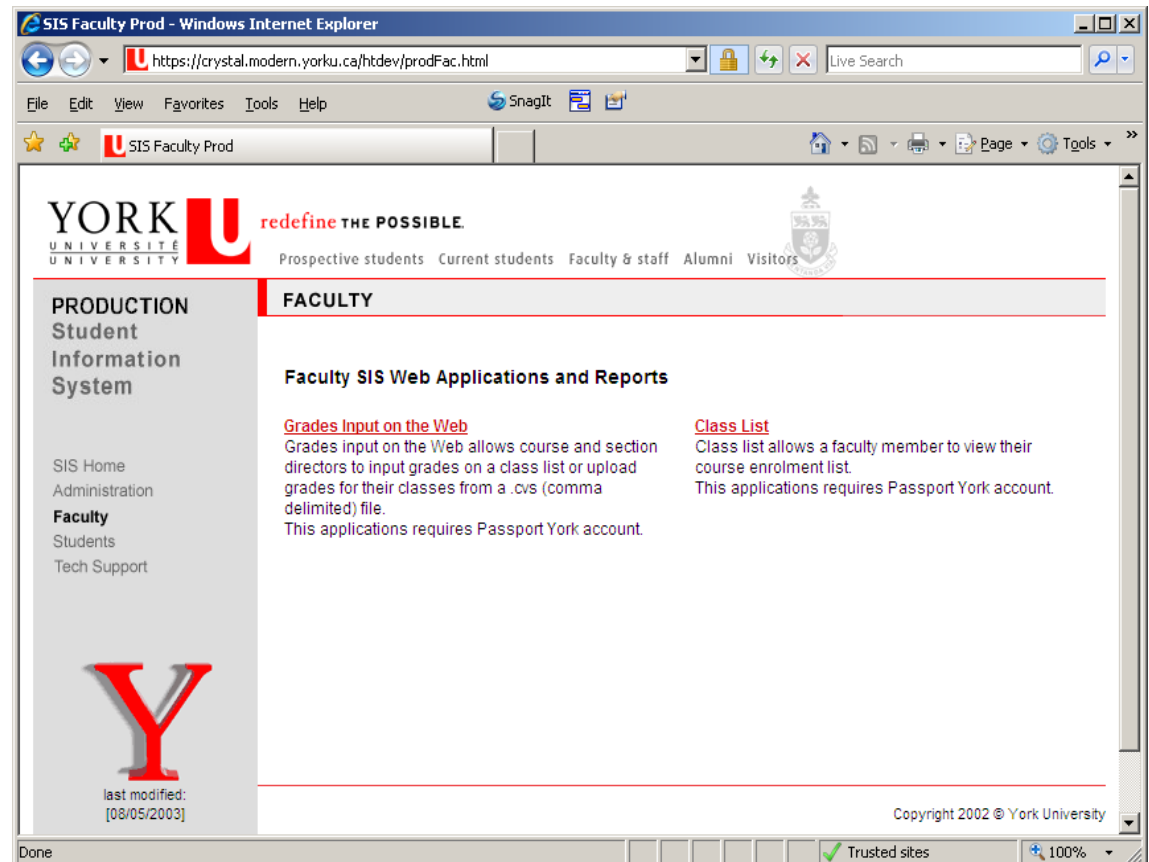 SIS Faculty Prod - Windows Internet Explorer
https://crystal.modern.yorku.ca/htdev/prodFac.html
Live Search
File Edit View Favorites Tools Help
SnagIt
SIS Faculty Prod
Page
Tools
»
YORK U
UNIVERSITÉ
UNIVERSITY
redefine THE POSSIBLE.
Prospective students Current students Faculty & staff Alumni Visitors
PRODUCTION
Student
Information
System
SIS Home
Administration
Faculty
Students
Tech Support
Y
last modified:
[08/05/2003]
FACULTY
Faculty SIS Web Applications and Reports
Grades Input on the Web
Grades input on the Web allows course and section
directors to input grades on a class list or upload
grades for their classes from a .cvs (comma
delimited) file.
This applications requires Passport York account.
Class List
Class list allows a faculty member to view their
course enrolment list.
This applications requires Passport York account.
Copyright 2002 © York University
Done
Trusted sites
100%